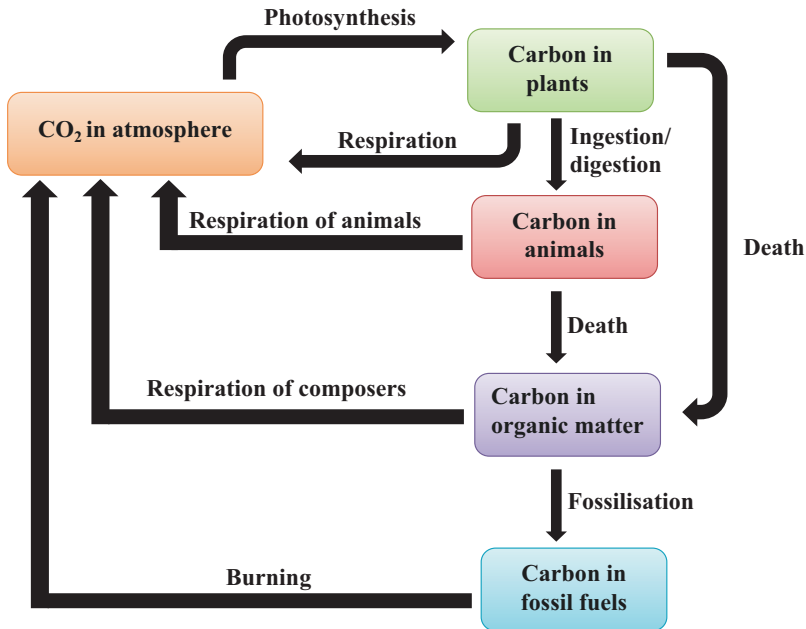 Photosynthesis
Carbon in
plants
CO₂ in atmosphere
Respiration
Ingestion/
digestion
Respiration of animals
Carbon in
animals
Death
Death
Respiration of composers
Carbon in
organic matter
Fossilisation
Burning
Carbon in
fossil fuels